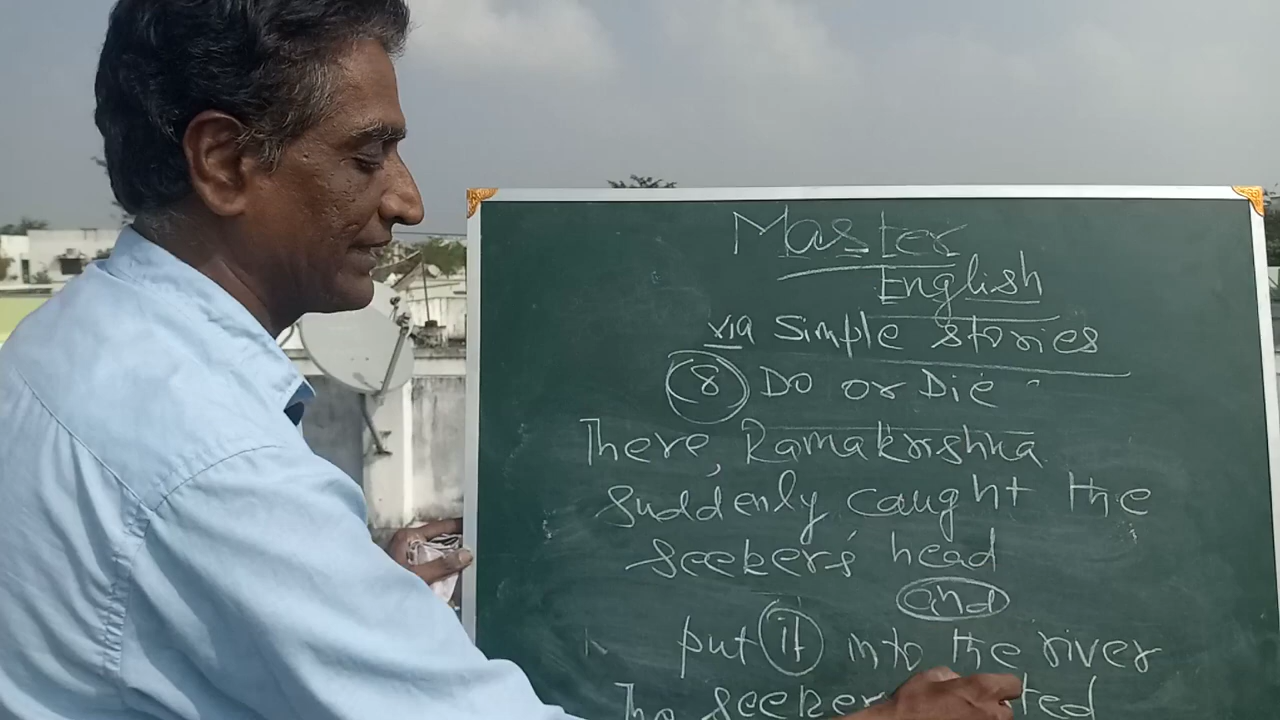 Master
English
via Simple stories
8 Do or Die
There, Ramakrishna
suddenly caught the
seeker's head
and
put it into the river
The seeker